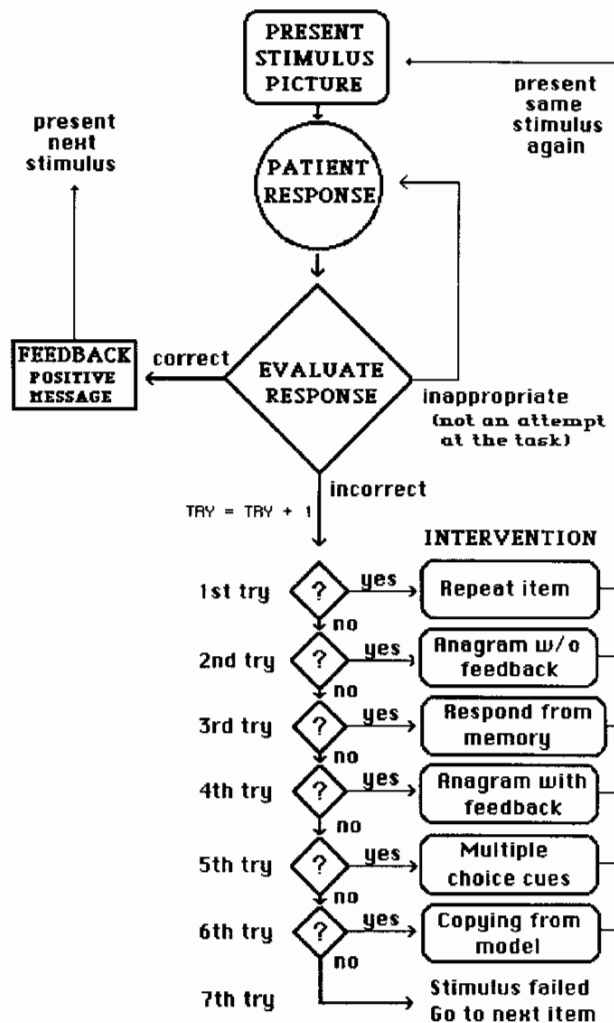 PRESENT
STIMULUS
PICTURE
present
same
stimulus
again
present
next
stimulus
PATIENT
RESPONSE
FEEDBACK
POSITIVE
MESSAGE
correct
EVALUATE
RESPONSE
inappropriate
(not an attempt
at the task)
incorrect
TRY = TRY + 1
INTERVENTION
1st try
?
yes
Repeat item
no
2nd try
?
yes
Anagram w/o
feedback
no
3rd try
?
yes
Respond from
memory
no
4th try
?
yes
Anagram with
feedback
no
5th try
?
yes
Multiple
choice cues
no
6th try
?
yes
Copying from
model
no
7th try
Stimulus failed
Go to next item